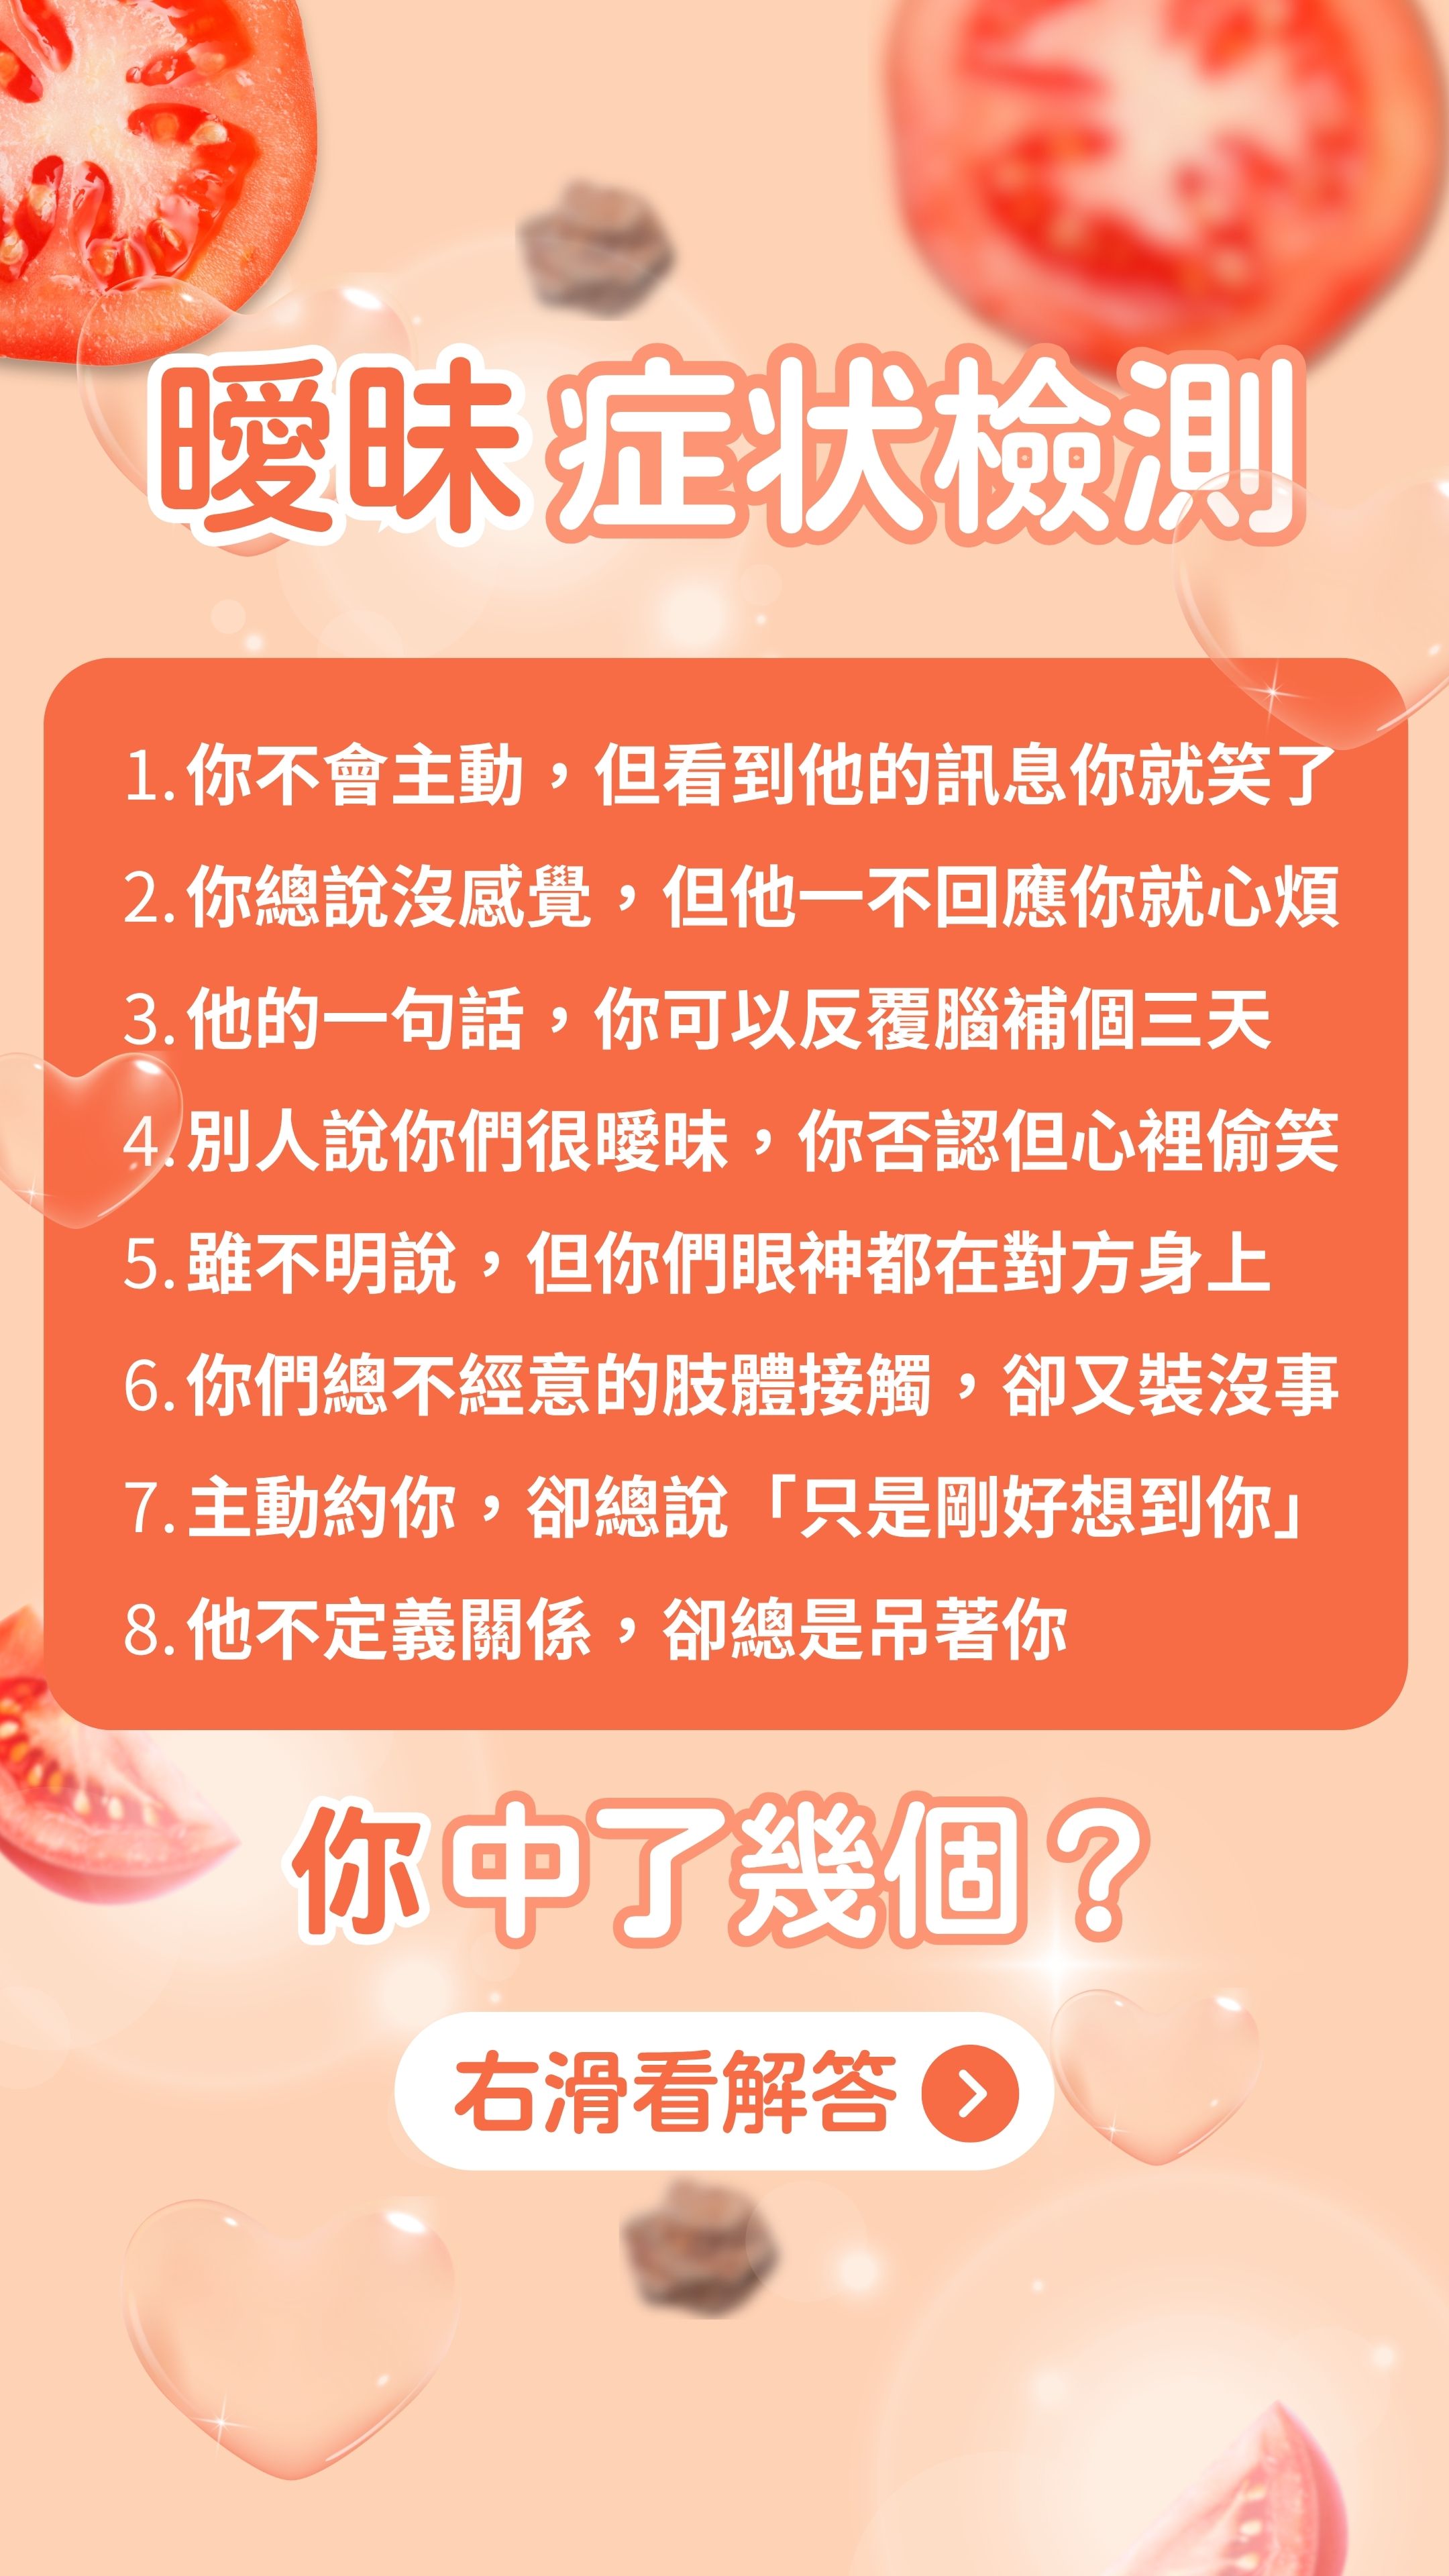 曖昧症状檢測
1. 你不會主動，但看到他的訊息你就笑了
2. 你總說沒感覺，但他一不回應你就心煩
3. 他的一句話，你可以反覆腦補個三天
4. 別人說你們很曖昧，你否認但心裡偷笑
5. 雖不明說，但你們眼神都在對方身上
6. 你們總不經意的肢體接觸，卻又裝沒事
7. 主動約你，卻總說「只是剛好想到你」
8. 他不定義關係，卻總是吊著你
你中了幾個？
右滑看解答